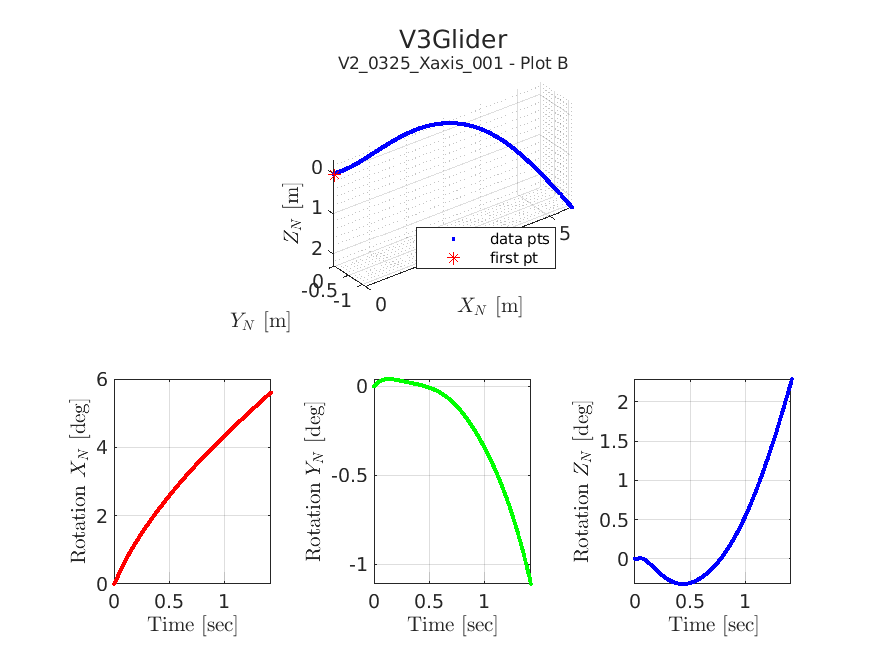 V3Glider
V2_0325_Xaxis_001 - Plot B
0
1
2
Z_N [m]
0
-0.5
-1
Y_N [m]
0
5
X_N [m]
data pts
first pt
6
4
2
0
Rotation X_N [deg]
0 0.5 1
Time [sec]
0
-0.5
-1
Rotation Y_N [deg]
0 0.5 1
Time [sec]
2
1.5
1
0.5
0
Rotation Z_N [deg]
0 0.5 1
Time [sec]